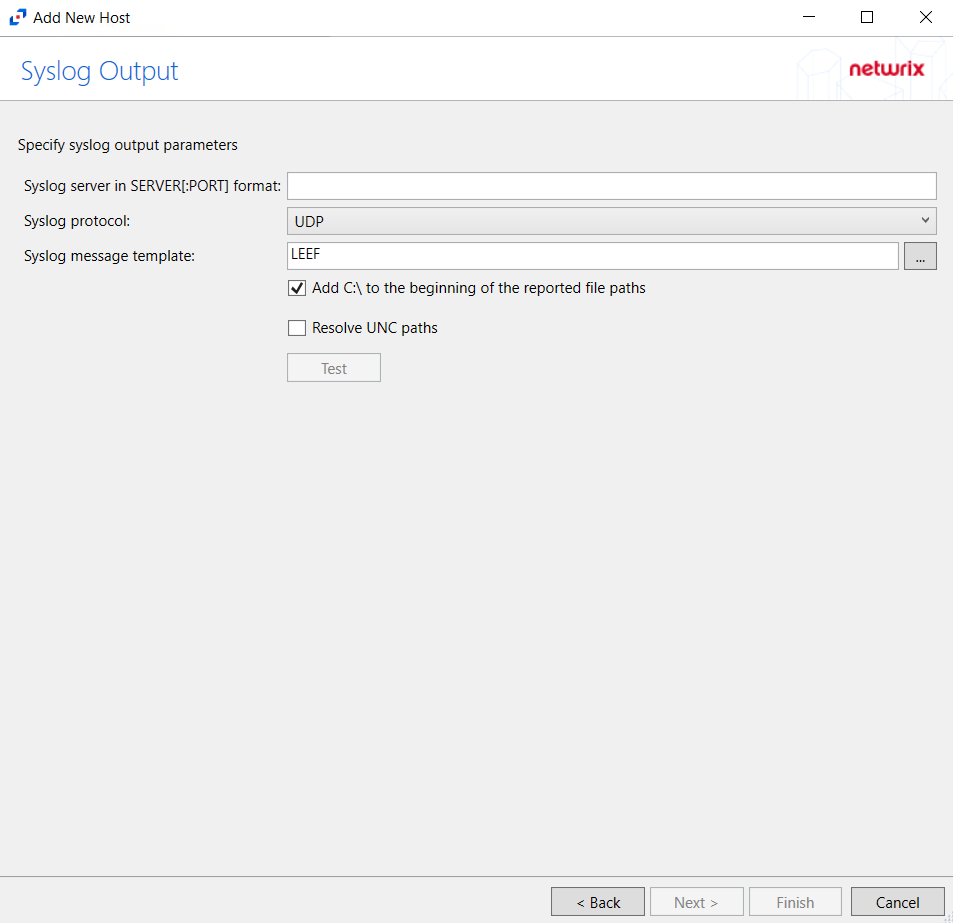 Add New Host
Syslog Output
netwrix
Specify syslog output parameters
Syslog server in SERVER[:PORT] format:
Syslog protocol:
UDP
Syslog message template:
LEEF
...
Add C:\ to the beginning of the reported file paths
Resolve UNC paths
Test
< Back
Next >
Finish
Cancel